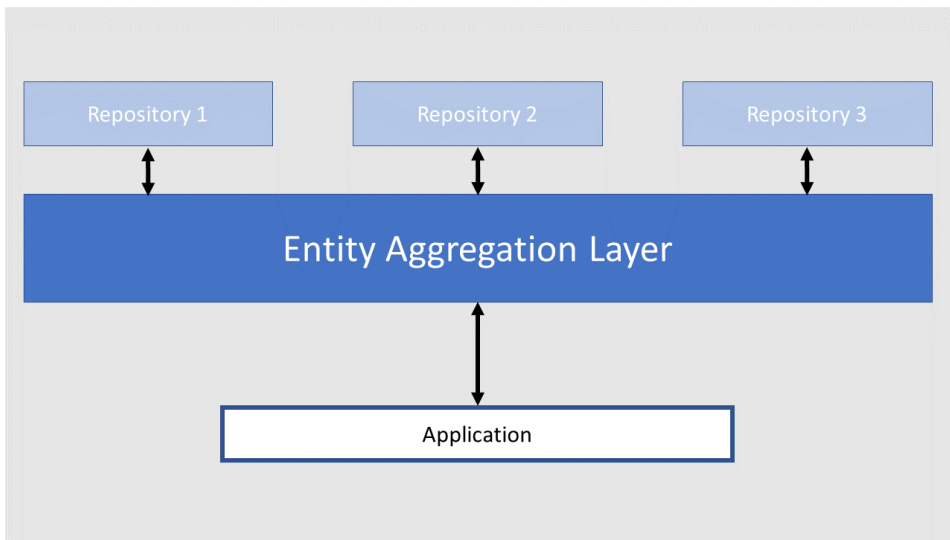 Repository 1
Repository 2
Repository 3
Entity Aggregation Layer
Application